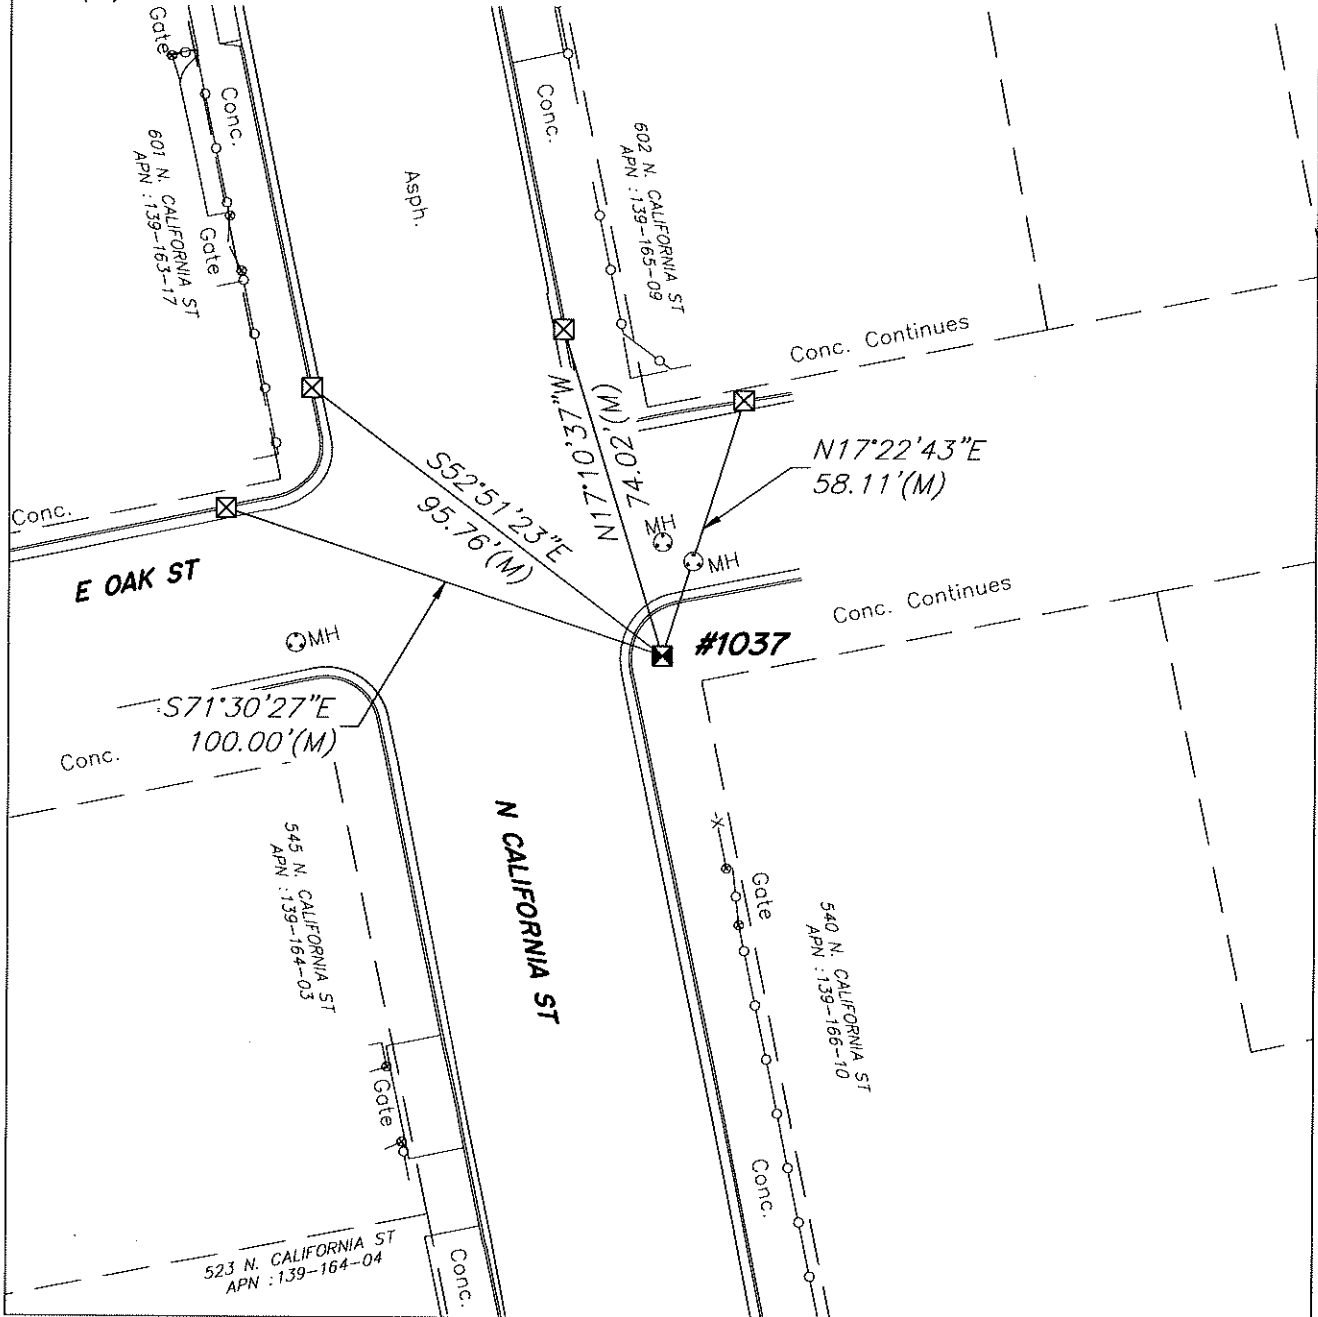 Gate
Conc.
601 N. CALIFORNIA ST
APN : 139-163-17
Gate
Asph.
Conc.
602 N. CALIFORNIA ST
APN : 139-165-09
Conc. Continues
N17°10'37"W
74.02'(M)
N17°22'43"E
58.11'(M)
S52°51'23"E
95.76'(M)
MH
MH
Conc.
E OAK ST
MH
#1037
Conc. Continues
S71°30'27"E
100.00'(M)
Conc.
N CALIFORNIA ST
545 N. CALIFORNIA ST
APN : 139-164-03
Gate
540 N. CALIFORNIA ST
APN : 139-166-10
Gate
Conc.
523 N. CALIFORNIA ST
APN : 139-164-04
Conc.